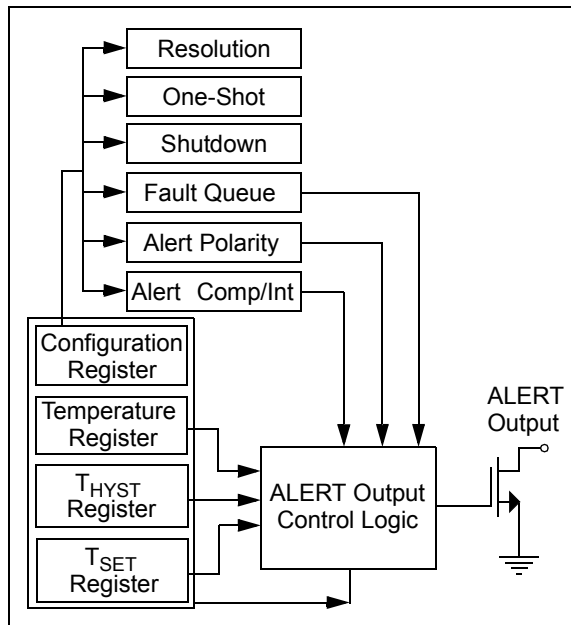 Resolution
One-Shot
Shutdown
Fault Queue
Alert Polarity
Alert Comp/Int
Configuration
Register
Temperature
Register
THYST
Register
TSET
Register
ALERT Output
Control Logic
ALERT
Output